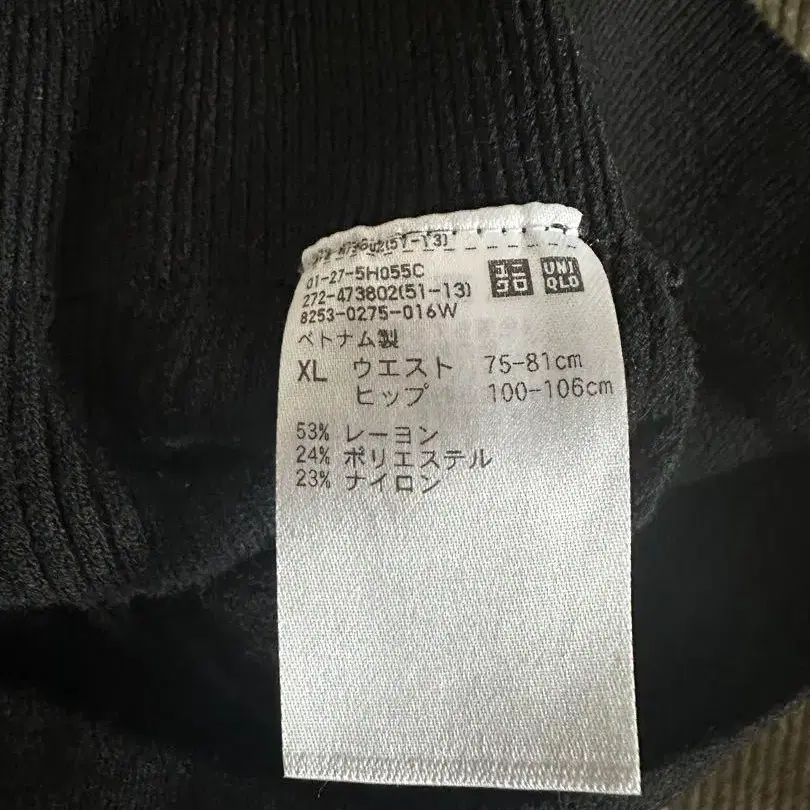 01-27-5H055C
272-473802(51-13)
8253-0275-016W
ユニ
クロ
UNI
QLO
ベトナム製
XL ウエスト 75-81cm
ヒップ 100-106cm
53% レーヨン
24% ポリエステル
23% ナイロン